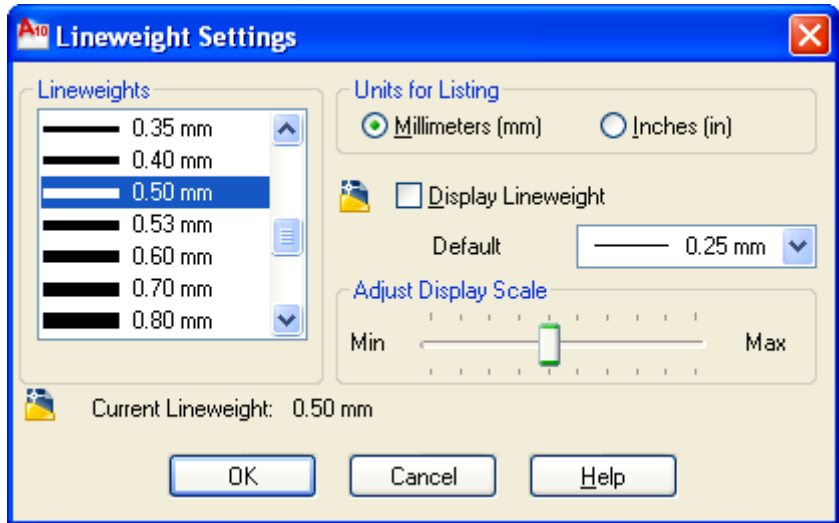 A10 Lineweight Settings
Lineweights
0.35 mm
0.40 mm
0.50 mm
0.53 mm
0.60 mm
0.70 mm
0.80 mm
Units for Listing
Millimeters (mm)
Inches (in)
Display Lineweight
Default
0.25 mm
Adjust Display Scale
Min
Max
Current Lineweight: 0.50 mm
OK
Cancel
Help